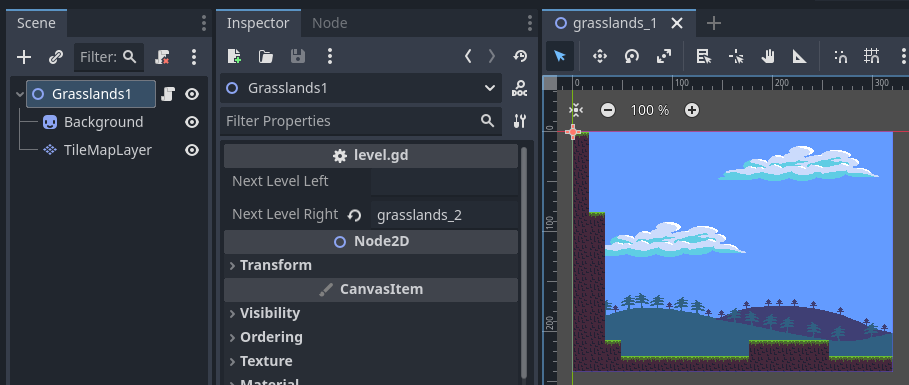 Scene
Filter:
Grasslands1
Background
TileMapLayer
Inspector Node
Grasslands1
Filter Properties
level.gd
Next Level Left
Next Level Right grasslands_2
Node2D
Transform
CanvasItem
Visibility
Ordering
Texture
Material
grasslands_1
0 100 200 300
100 %
0
100
200